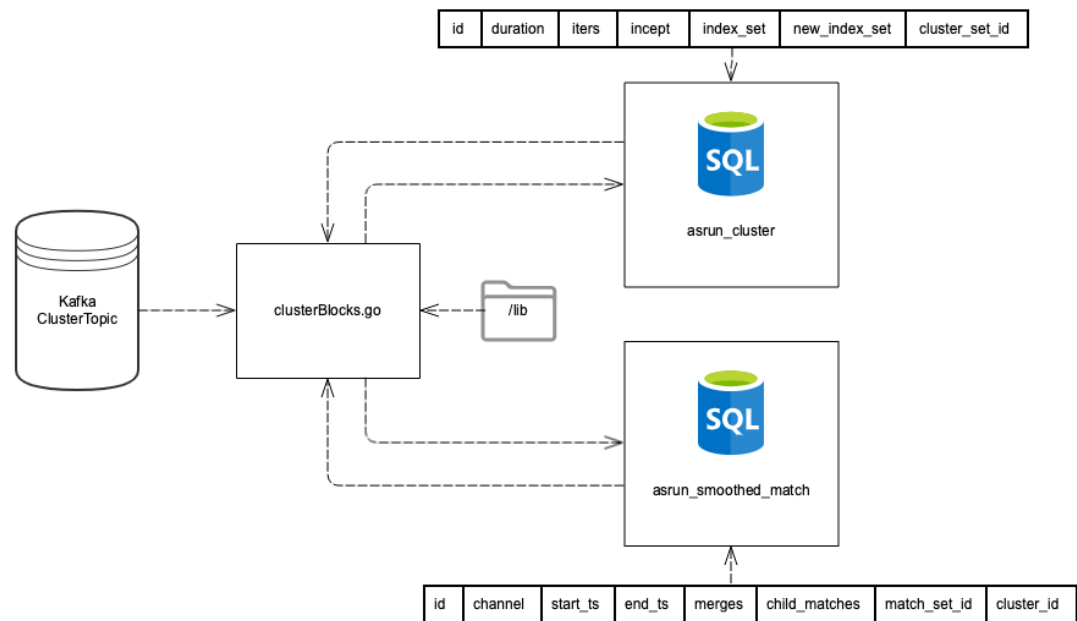 id duration iters incept index_set new_index_set cluster_set_id
SQL
asrun_cluster
Kafka
ClusterTopic
clusterBlocks.go
/lib
SQL
asrun_smoothed_match
id channel start_ts end_ts merges child_matches match_set_id cluster_id